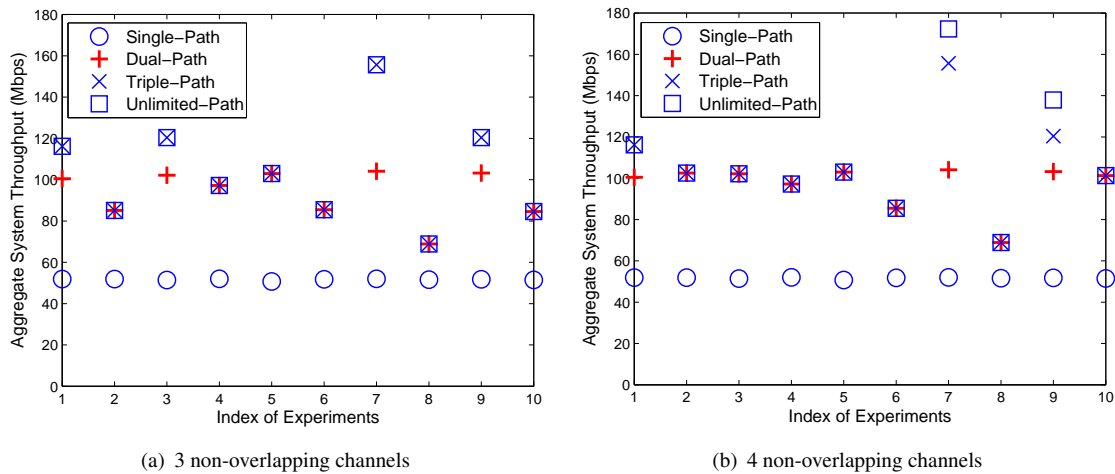 180
160
140
120
100
80
60
40
20
0
Aggregate System Throughput (Mbps)
Single−Path
Dual−Path
Triple−Path
Unlimited−Path
1 2 3 4 5 6 7 8 9 10
Index of Experiments
(a) 3 non-overlapping channels
180
160
140
120
100
80
60
40
20
0
Aggregate System Throughput (Mbps)
Single−Path
Dual−Path
Triple−Path
Unlimited−Path
1 2 3 4 5 6 7 8 9 10
Index of Experiments
(b) 4 non-overlapping channels